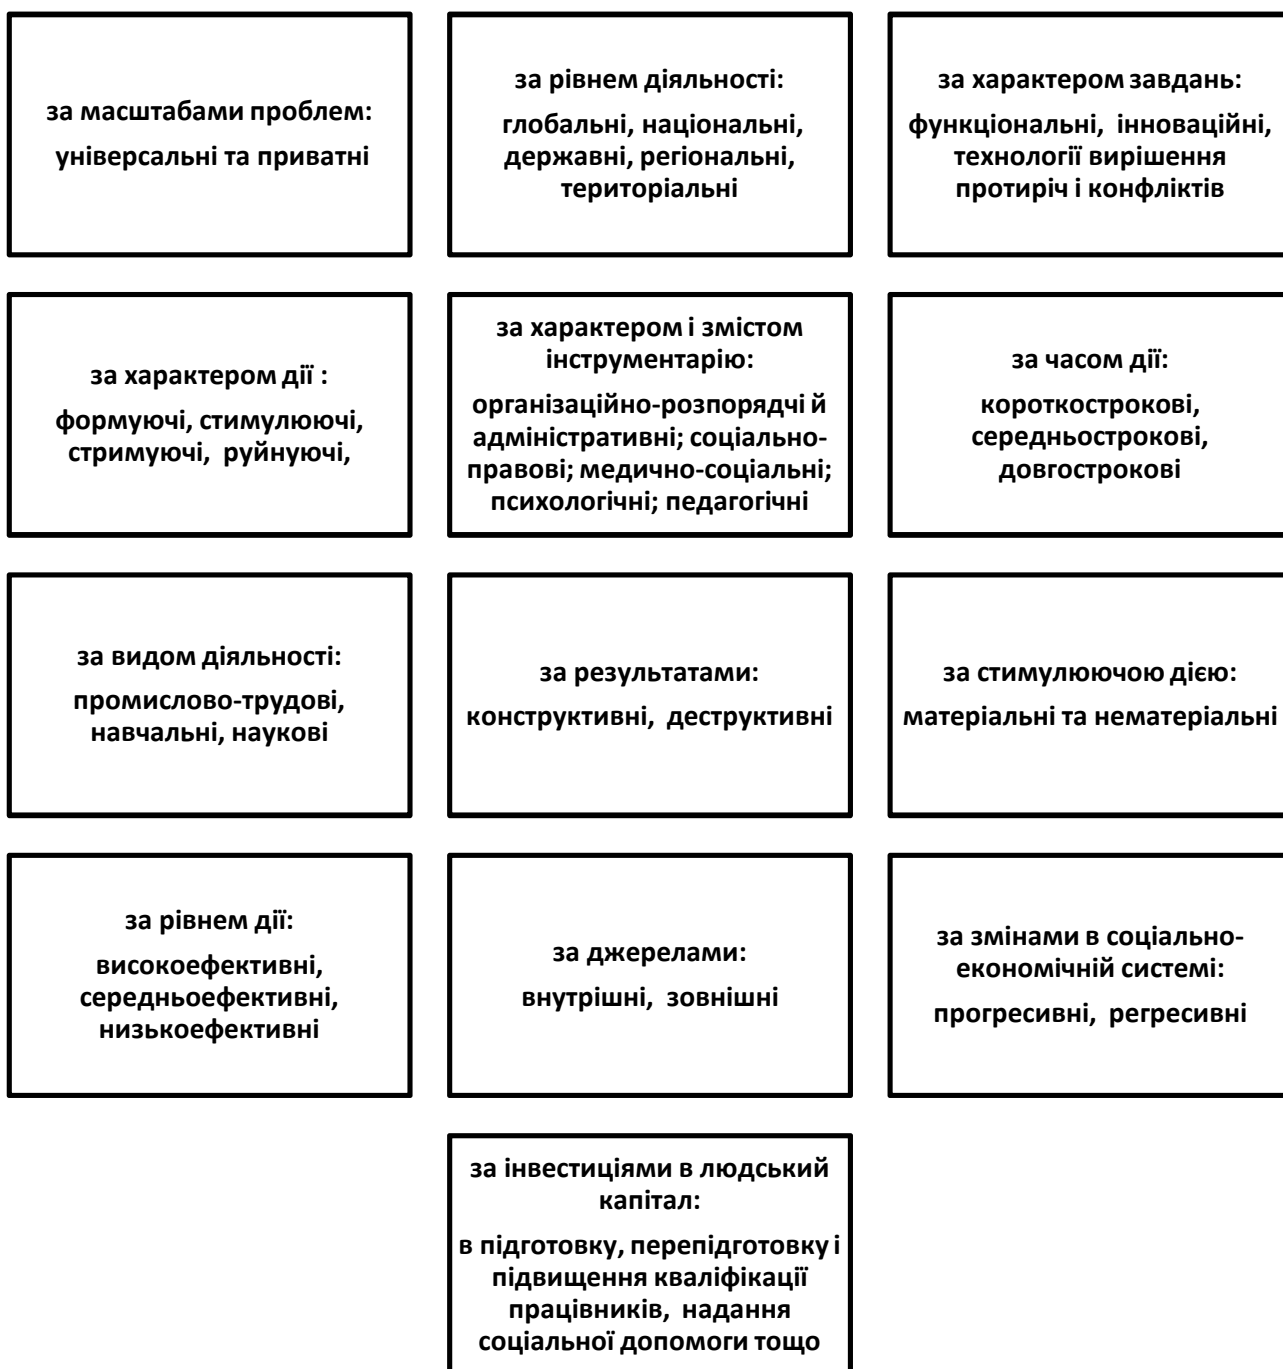 за масштабами проблем:
універсальні та приватні
за рівнем діяльності:
глобальні, національні,
державні, регіональні,
територіальні
за характером завдань:
функціональні, інноваційні,
технології вирішення
протиріч і конфліктів
за характером дії :
формуючі, стимулюючі,
стримуючі, руйнуючі,
за характером і змістом
інструментарію:
організаційно-розпорядчі й
адміністративні; соціально-
правові; медично-соціальні;
психологічні; педагогічні
за часом дії:
короткострокові,
середньострокові,
довгострокові
за видом діяльності:
промислово-трудові,
навчальні, наукові
за результатами:
конструктивні, деструктивні
за стимулюючою дією:
матеріальні та нематеріальні
за рівнем дії:
високоефективні,
середньоефективні,
низькоефективні
за джерелами:
внутрішні, зовнішні
за змінами в соціально-
економічній системі:
прогресивні, регресивні
за інвестиціями в людський
капітал:
в підготовку, перепідготовку і
підвищення кваліфікації
працівників, надання
соціальної допомоги тощо